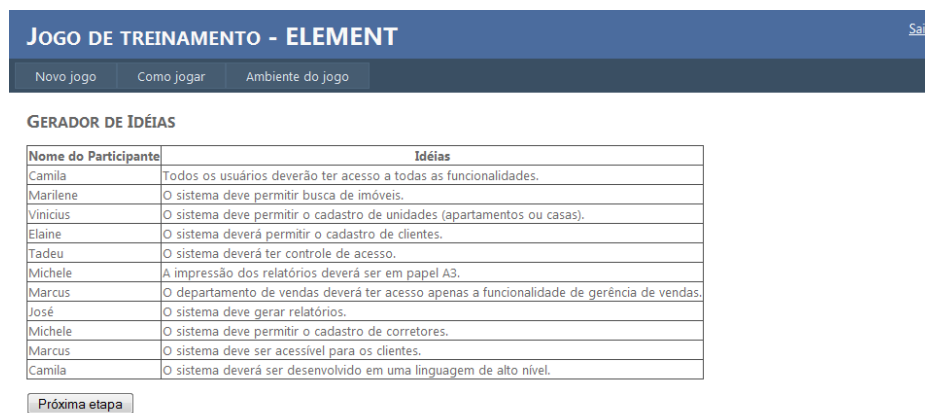 JOGO DE TREINAMENTO - ELEMENT
Sai
Novo jogo Como jogar Ambiente do jogo
GERADOR DE IDÉIAS
Nome do Participante Idéias
Camila Todos os usuários deverão ter acesso a todas as funcionalidades.
Marilene O sistema deve permitir busca de imóveis.
Vinicius O sistema deve permitir o cadastro de unidades (apartamentos ou casas).
Elaine O sistema deverá permitir o cadastro de clientes.
Tadeu O sistema deverá ter controle de acesso.
Michele A impressão dos relatórios deverá ser em papel A3.
Marcus O departamento de vendas deverá ter acesso apenas a funcionalidade de gerência de vendas.
José O sistema deve gerar relatórios.
Michele O sistema deve permitir o cadastro de corretores.
Marcus O sistema deve ser acessível para os clientes.
Camila O sistema deverá ser desenvolvido em uma linguagem de alto nível.
Próxima etapa